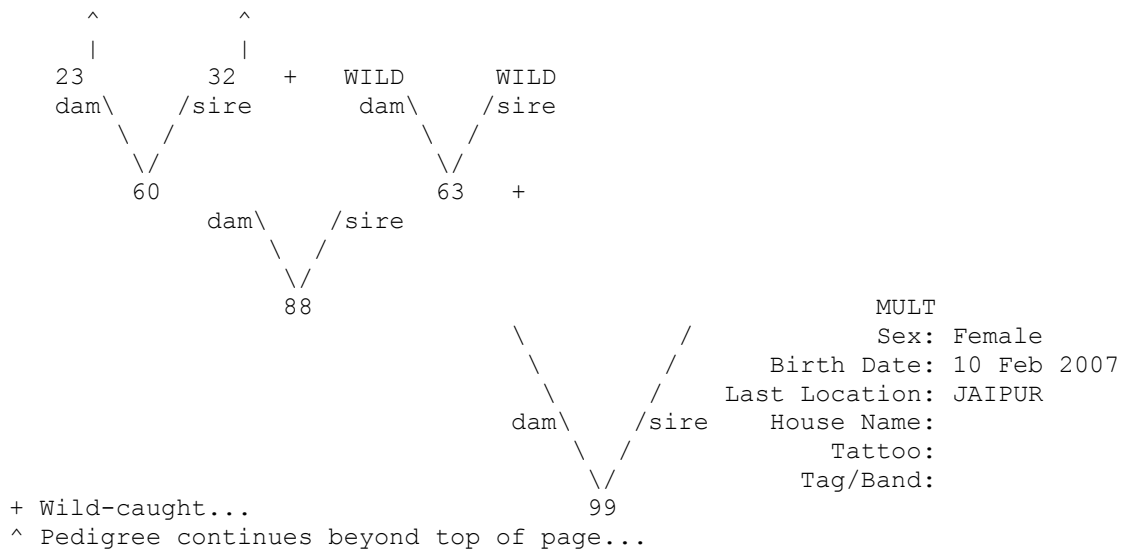 ^ ^
| |
23 32 + WILD WILD
dam\ /sire dam\ /sire
\ / \ /
\/ \/
60 63 +
dam\ /sire
\ /
\/
88 MULT
\ / Sex: Female
\ / Birth Date: 10 Feb 2007
\ / Last Location: JAIPUR
dam\ /sire House Name:
\ / Tattoo:
\/ Tag/Band:
+ Wild-caught... 99
^ Pedigree continues beyond top of page...